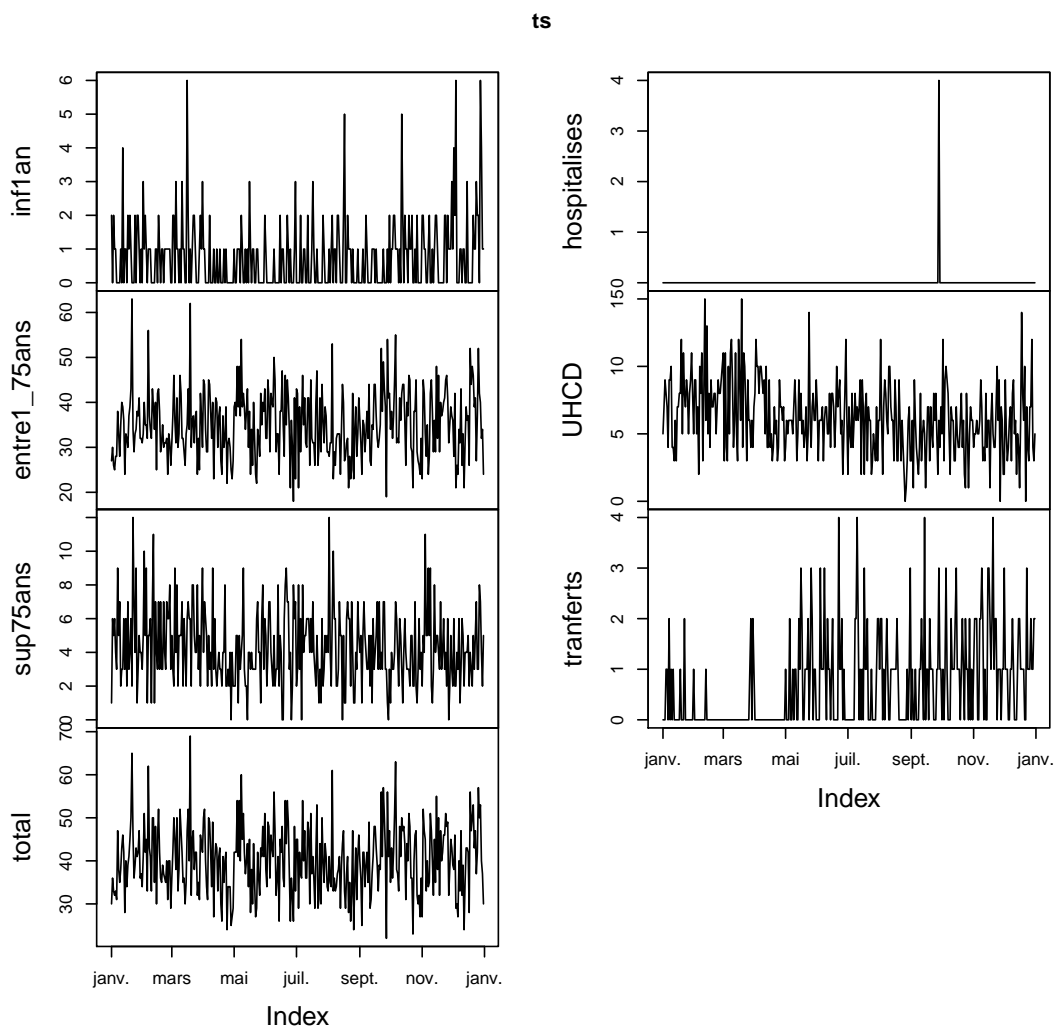 ts
inf1an
0 1 2 3 4 5 6
entre1_75ans
20 30 40 50 60
sup75ans
0 2 4 6 8 10
total
30 40 50 60 70
janv. mars mai juil. sept. nov. janv.
Index
hospitalises
0 1 2 3 4
UHCD
0 5 10 15
tranferts
0 1 2 3 4
janv. mars mai juil. sept. nov. janv.
Index